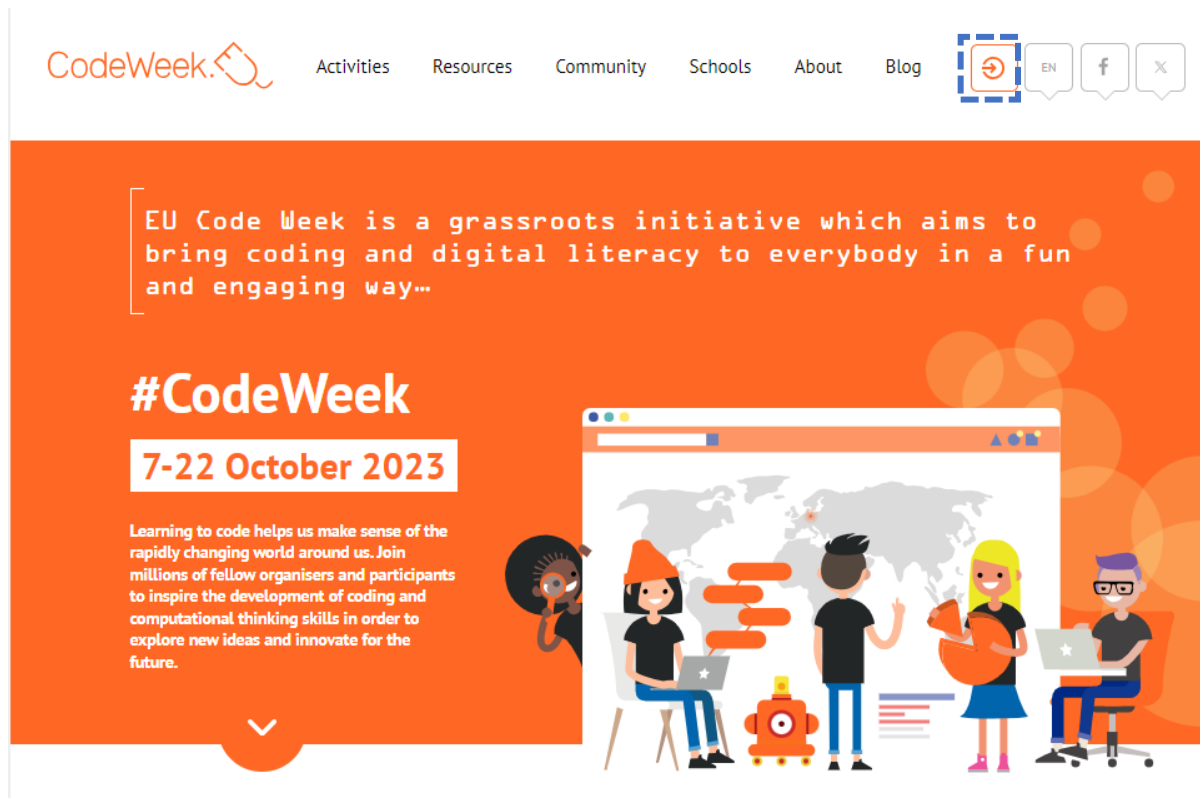 CodeWeek.EU
Activities
Resources
Community
Schools
About
Blog
EN
f
X
EU Code Week is a grassroots initiative which aims to
bring coding and digital literacy to everybody in a fun
and engaging way…
#CodeWeek
7-22 October 2023
Learning to code helps us make sense of the
rapidly changing world around us. Join
millions of fellow organisers and participants
to inspire the development of coding and
computational thinking skills in order to
explore new ideas and innovate for the
future.